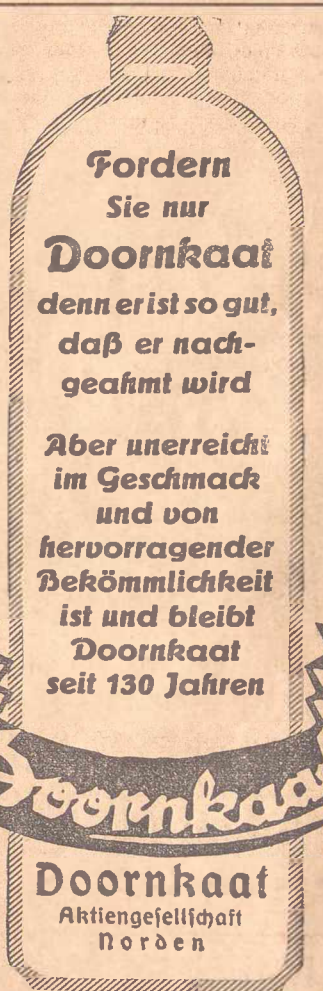 Fordern
Sie nur
Doornkaat
denn er ist so gut,
daß er nach-
geahmt wird
Aber unerreicht
im Geschmack
und von
hervorragender
Bekömmlichkeit
ist und bleibt
Doornkaat
seit 130 Jahren
Doornkaat
Doornkaat
Aktiengesellschaft
Norden